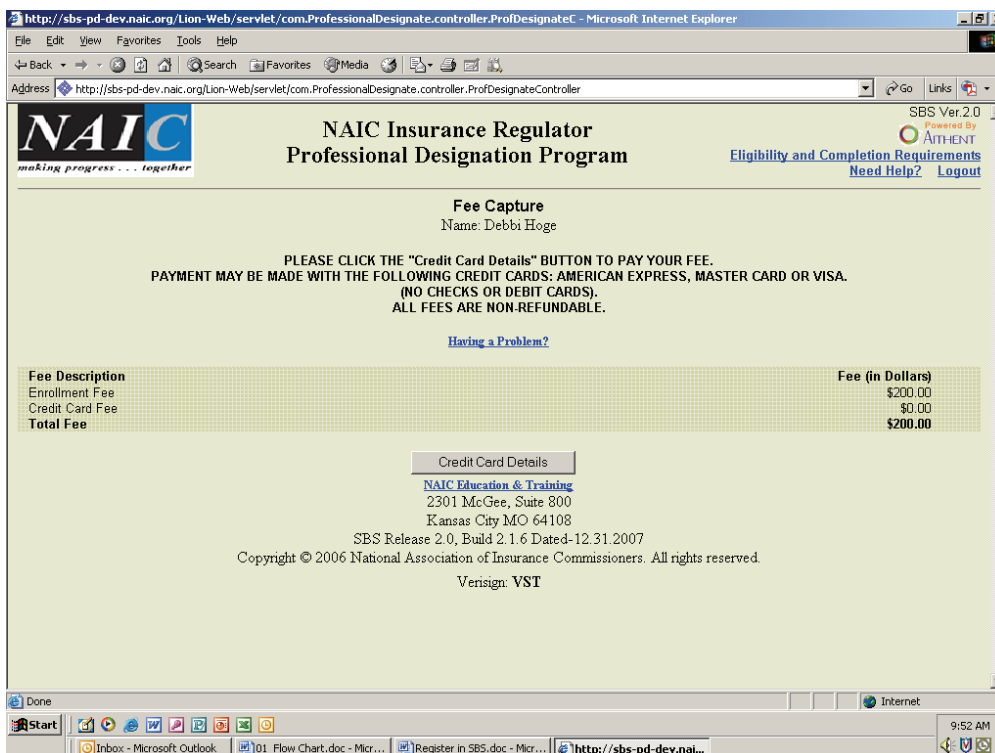 http://sbs-pd-dev.naic.org/Lion-Web/servlet/com.ProfessionalDesignate.controller.ProfDesignateC - Microsoft Internet Explorer
File Edit View Favorites Tools Help
Back Search Favorites Media
Address http://sbs-pd-dev.naic.org/Lion-Web/servlet/com.ProfessionalDesignate.controller.ProfDesignateController Go Links
NAIC
making progress . . . together
NAIC Insurance Regulator
Professional Designation Program
SBS Ver.2.0
Powered By
AITHENT
Eligibility and Completion Requirements
Need Help? Logout
Fee Capture
Name: Debbi Hoge
PLEASE CLICK THE "Credit Card Details" BUTTON TO PAY YOUR FEE.
PAYMENT MAY BE MADE WITH THE FOLLOWING CREDIT CARDS: AMERICAN EXPRESS, MASTER CARD OR VISA.
(NO CHECKS OR DEBIT CARDS).
ALL FEES ARE NON-REFUNDABLE.
Having a Problem?
Fee Description Fee (in Dollars)
Enrollment Fee $200.00
Credit Card Fee $0.00
Total Fee $200.00
Credit Card Details
NAIC Education & Training
2301 McGee, Suite 800
Kansas City MO 64108
SBS Release 2.0, Build 2.1.6 Dated-12.31.2007
Copyright © 2006 National Association of Insurance Commissioners. All rights reserved.
Verisign: VST
Done Internet
Start 9:52 AM
Inbox - Microsoft Outlook 01 Flow Chart.doc - Micr... Register in SBS.doc - Micr... http://sbs-pd-dev.nai...